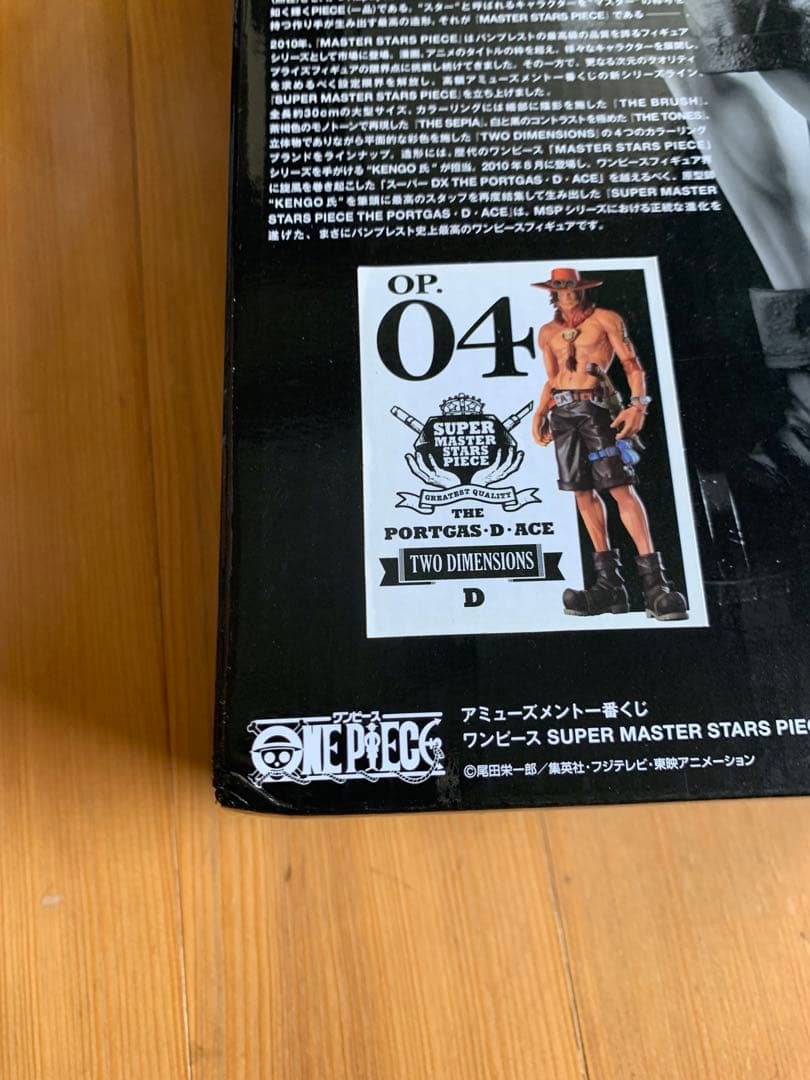 知く輝くPIECE(一品)である。"スター"と呼ばれるキャラクターを"マスター"の称号を
持つ作り手が生み出す最高の造形、それが「MASTER STARS PIECE」である――。
2010年、「MASTER STARS PIECE」はバンプレストの最高級の品質を誇るフィギュア
シリーズとして市場に登場。漫画、アニメのタイトルの枠を超え、様々なキャラクターを展開し、
プライズフィギュアの限界点に挑戦し続けてきました。その一方で、更なる次元のクオリティ
を求めるべく設定限界を解放し、高額アミューズメント一番くじの新シリーズライン、
「SUPER MASTER STARS PIECE」を立ち上げました。
全長約30cmの大型サイズ、カラーリングには細部に陰影を施した「THE BRUSH」、
茶褐色のモノトーンで再現した「THE SEPIA」、白と黒のコントラストを極めた「THE TONES」、
立体物でありながら平面的な彩色を施した「TWO DIMENSIONS」の4つのカラーリング
ブランドをラインナップ。造形には、歴代のワンピース「MASTER STARS PIECE」
シリーズを手がける"KENGO氏"が担当。2010年8月に登場し、ワンピースフィギュア界
に旋風を巻き起こした「スーパーDX THE PORTGAS・D・ACE」を越えるべく、原型師
"KENGO氏"を筆頭に最高のスタッフを再度結集して生み出した「SUPER MASTER
STARS PIECE THE PORTGAS・D・ACE」は、MSPシリーズにおける正統な進化を
遂げた、まさにバンプレスト史上最高のワンピースフィギュアです。
OP.
04
SUPER
MASTER
STARS
PIECE
GREATEST QUALITY
THE
PORTGAS・D・ACE
TWO DIMENSIONS
D
ワンピース
ONE PIECE
アミューズメント一番くじ
ワンピース SUPER MASTER STARS PIE
©尾田栄一郎/集英社・フジテレビ・東映アニメーション